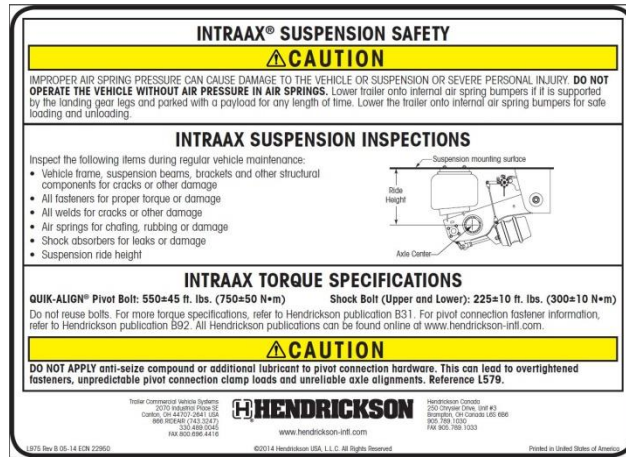 INTRAAX® SUSPENSION SAFETY
⚠CAUTION
IMPROPER AIR SPRING PRESSURE CAN CAUSE DAMAGE TO THE VEHICLE OR SUSPENSION OR SEVERE PERSONAL INJURY. DO NOT
OPERATE THE VEHICLE WITHOUT AIR PRESSURE IN AIR SPRINGS. Lower trailer onto internal air spring bumpers if it is supported
by the landing gear legs and parked with a payload for any length of time. Lower the trailer onto internal air spring bumpers for safe
loading and unloading.
INTRAAX SUSPENSION INSPECTIONS
Inspect the following items during regular vehicle maintenance:
• Vehicle frame, suspension beams, brackets and other structural
components for cracks or other damage
• All fasteners for proper torque or damage
• All welds for cracks or other damage
• Air springs for chafing, rubbing or damage
• Shock absorbers for leaks or damage
• Suspension ride height
Suspension mounting surface
Ride
Height
Axle Center
INTRAAX TORQUE SPECIFICATIONS
QUIK-ALIGN® Pivot Bolt: 550±45 ft. lbs. (750±50 N•m) Shock Bolt (Upper and Lower): 225±10 ft. lbs. (300±10 N•m)
Do not reuse bolts. For more torque specifications, refer to Hendrickson publication B31. For pivot connection fastener information,
refer to Hendrickson publication B92. All Hendrickson publications can be found online at www.hendrickson-intl.com.
⚠CAUTION
DO NOT APPLY anti-seize compound or additional lubricant to pivot connection hardware. This can lead to overtightened
fasteners, unpredictable pivot connection clamp loads and unreliable axle alignments. Reference L579.
Trailer Commercial Vehicle Systems
2070 Industrial Place SE
Canton, OH 44707-2641 USA
866.RIDEAIR (743.3247)
330.489.0045
FAX 800.696.4416
HENDRICKSON
www.hendrickson-intl.com
Hendrickson Canada
250 Chrysler Drive, Unit #3
Brampton, ON Canada L6S 6B6
905.789.1030
FAX 905.789.1033
L975 Rev B 05-14 ECN 22950
©2014 Hendrickson USA, L.L.C. All Rights Reserved
Printed in United States of America